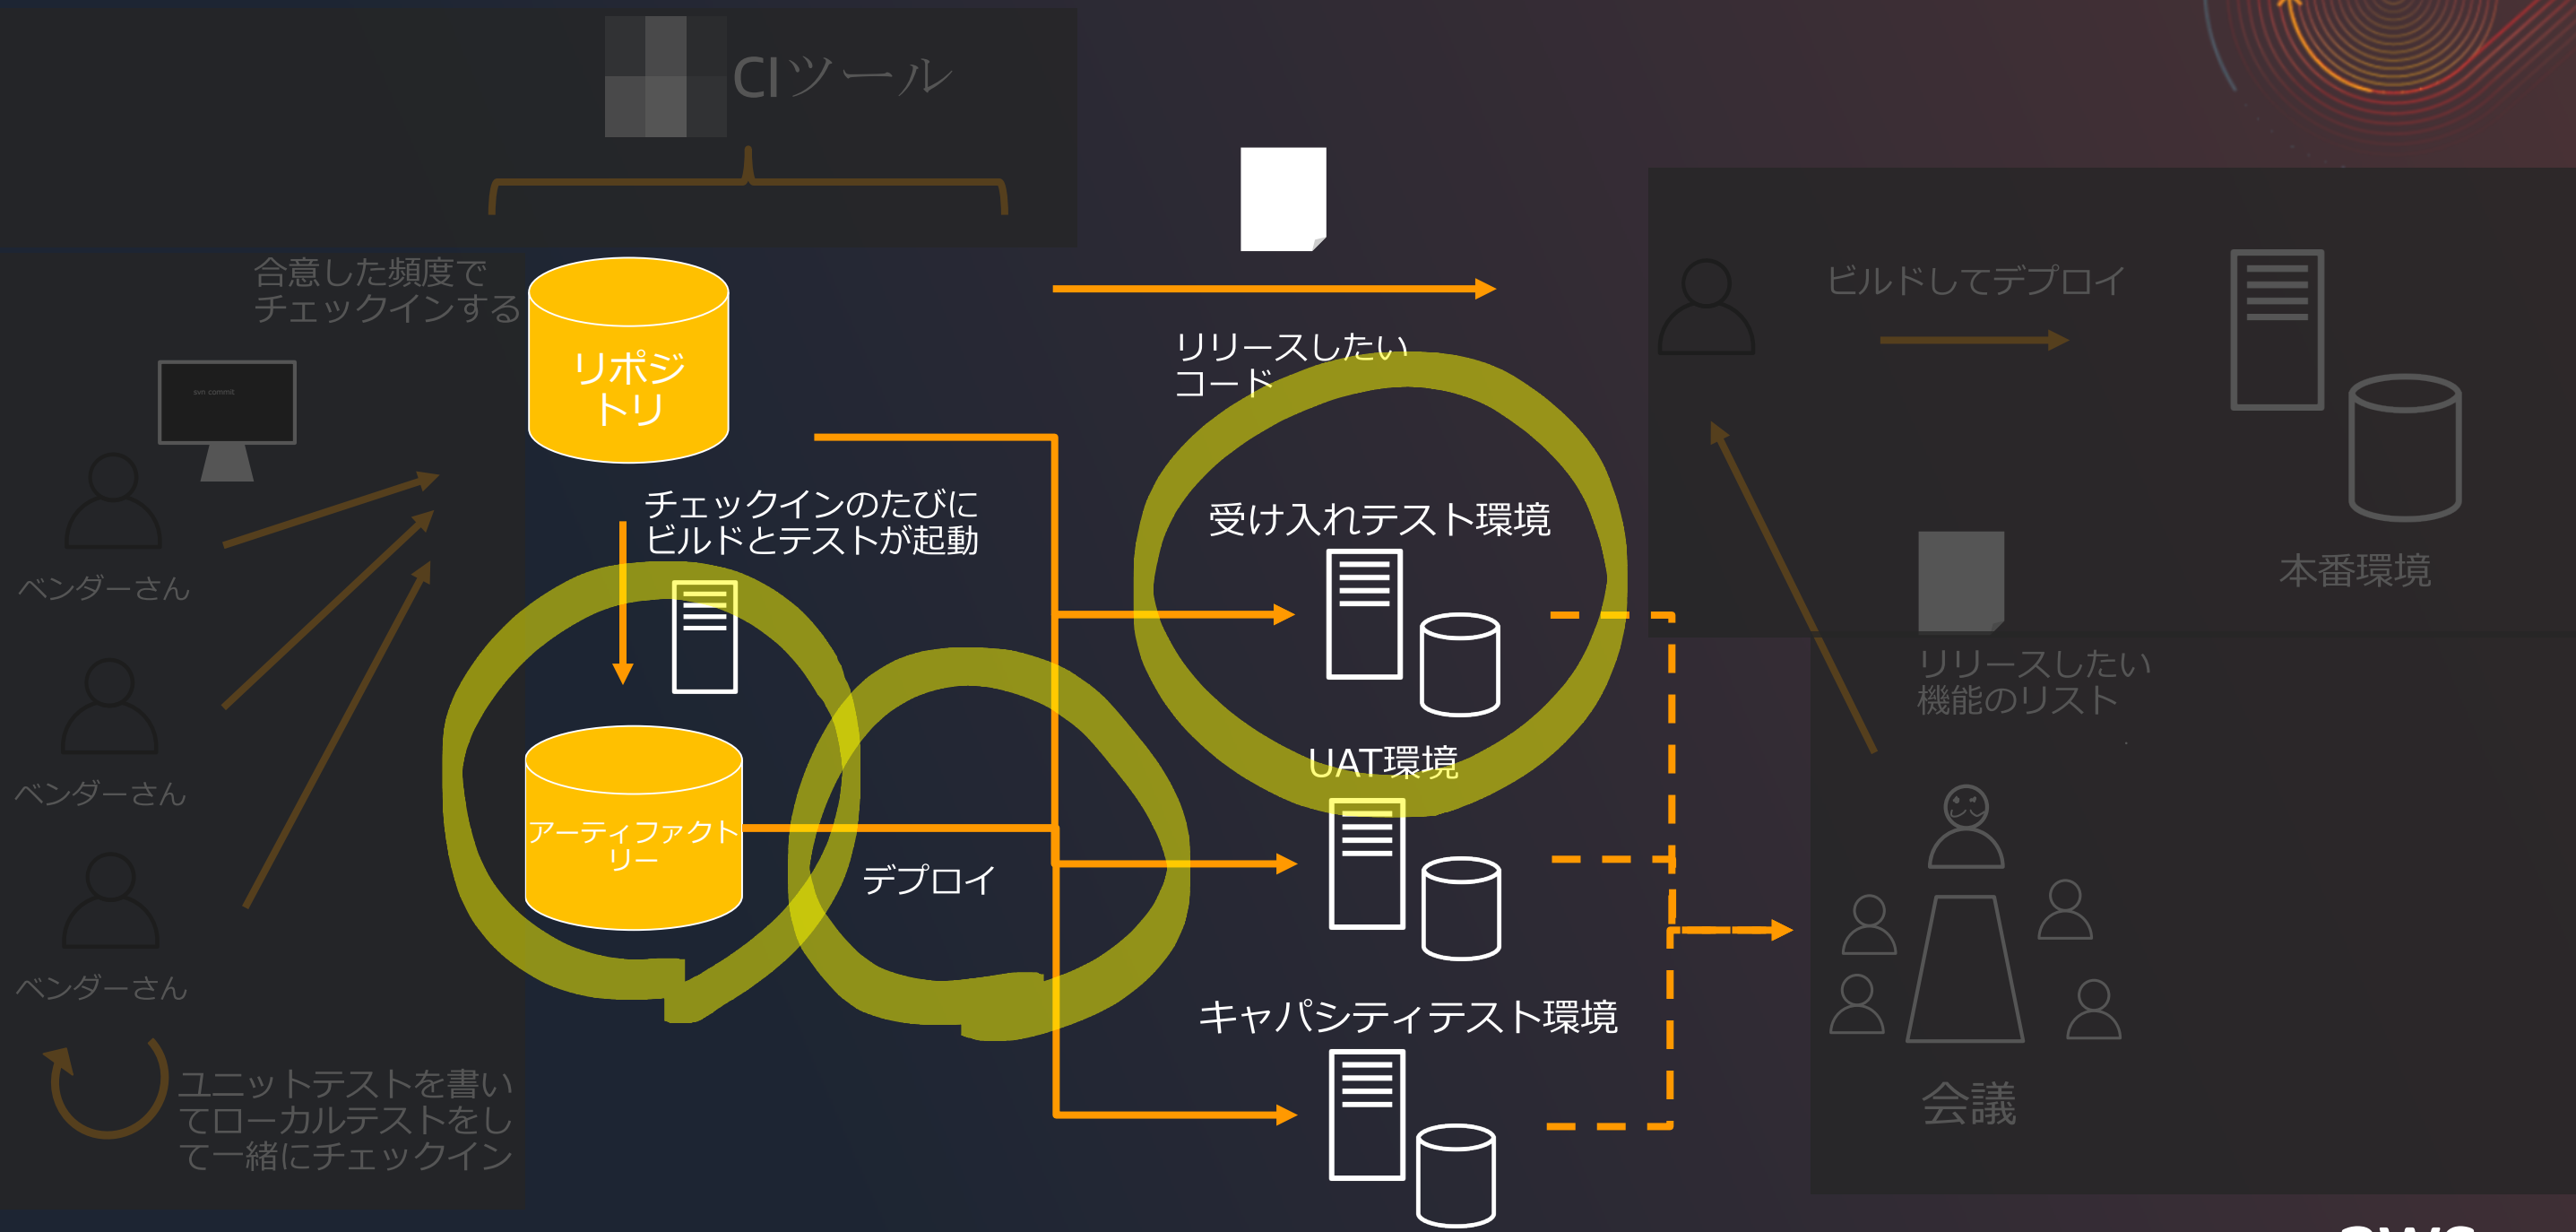 CIツール
合意した頻度で
チェックインする
svn commit
リポジ
トリ
リリースしたい
コード
ビルドしてデプロイ
チェックインのたびに
ビルドとテストが起動
受け入れテスト環境
本番環境
ベンダーさん
リリースしたい
機能のリスト
UAT環境
ベンダーさん
アーティファクト
リー
デプロイ
ベンダーさん
キャパシティテスト環境
ユニットテストを書い
てローカルテストをし
て一緒にチェックイン
会議
aws